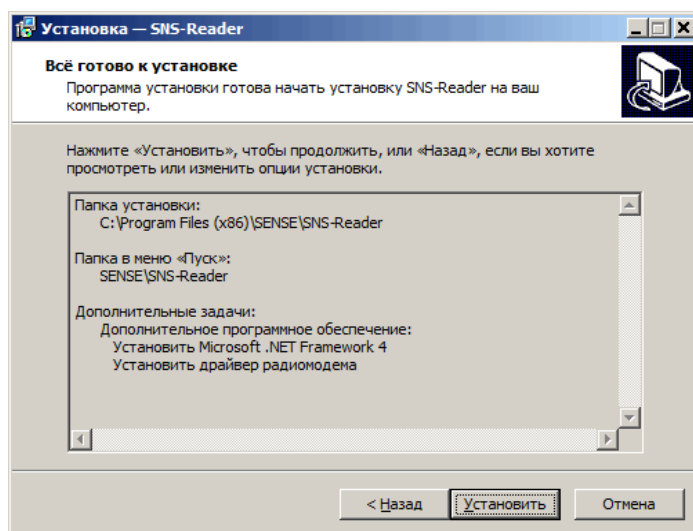 Установка — SNS-Reader
Всё готово к установке
Программа установки готова начать установку SNS-Reader на ваш
компьютер.
Нажмите «Установить», чтобы продолжить, или «Назад», если вы хотите
просмотреть или изменить опции установки.
Папка установки:
C:\Program Files (x86)\SENSE\SNS-Reader
Папка в меню «Пуск»:
SENSE\SNS-Reader
Дополнительные задачи:
Дополнительное программное обеспечение:
Установить Microsoft .NET Framework 4
Установить драйвер радиомодема
< Назад
Установить
Отмена